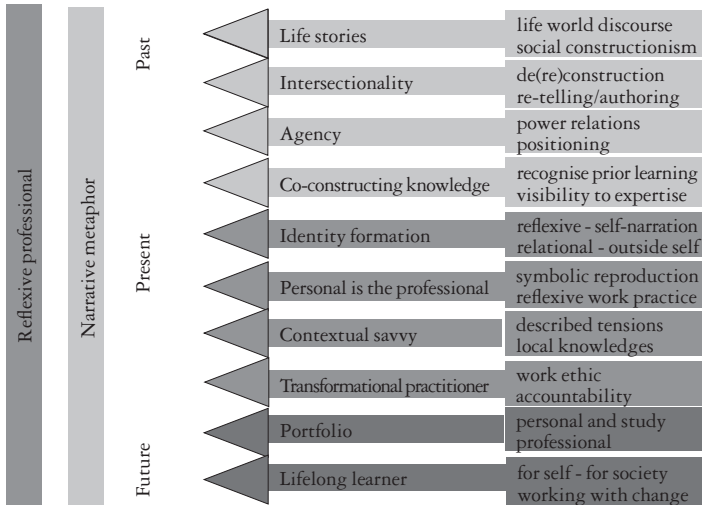 Reflexive professional
Narrative metaphor
Past
Present
Future
Life stories
life world discourse
social constructionism
Intersectionality
de(re)construction
re-telling/authoring
Agency
power relations
positioning
Co-constructing knowledge
recognise prior learning
visibility to expertise
Identity formation
reflexive - self-narration
relational - outside self
Personal is the professional
symbolic reproduction
reflexive work practice
Contextual savvy
described tensions
local knowledges
Transformational practitioner
work ethic
accountability
Portfolio
personal and study
professional
Lifelong learner
for self - for society
working with change